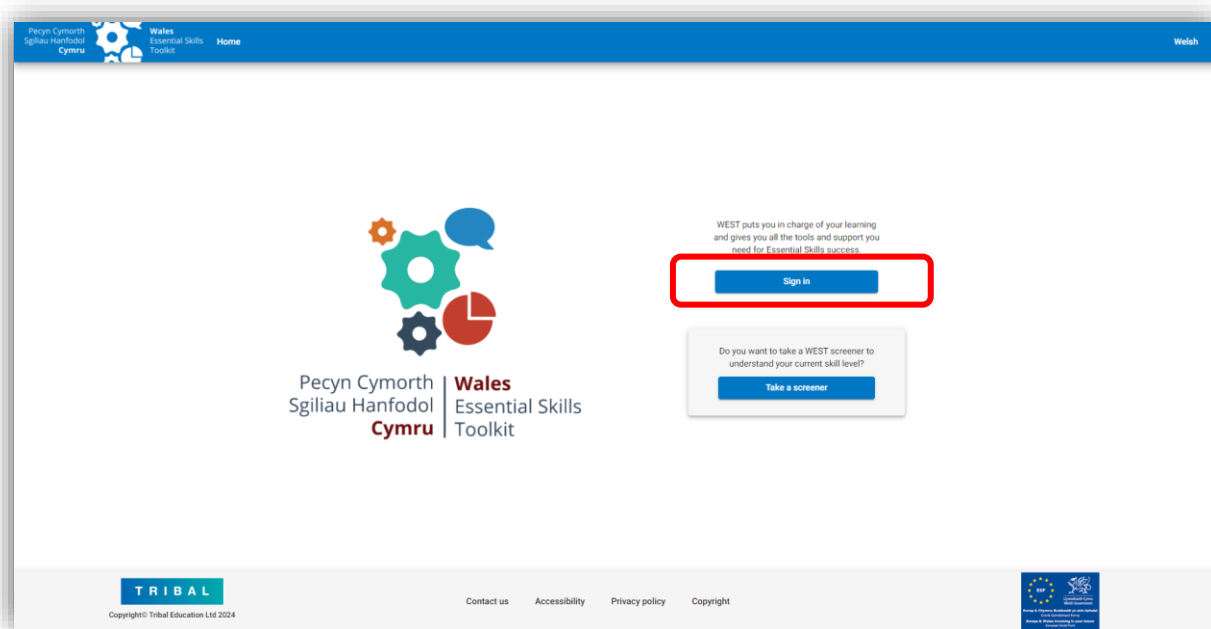 Pecyn Cymorth
Sgiliau Hanfodol
Cymru
Wales
Essential Skills
Toolkit
Home
Welsh
WEST puts you in charge of your learning
and gives you all the tools and support you
need for Essential Skills success.
Sign in
Do you want to take a WEST screener to
understand your current skill level?
Take a screener
Pecyn Cymorth
Sgiliau Hanfodol
Cymru
Wales
Essential Skills
Toolkit
TRIBAL
Copyright© Tribal Education Ltd 2024
Contact us
Accessibility
Privacy policy
Copyright
ESF